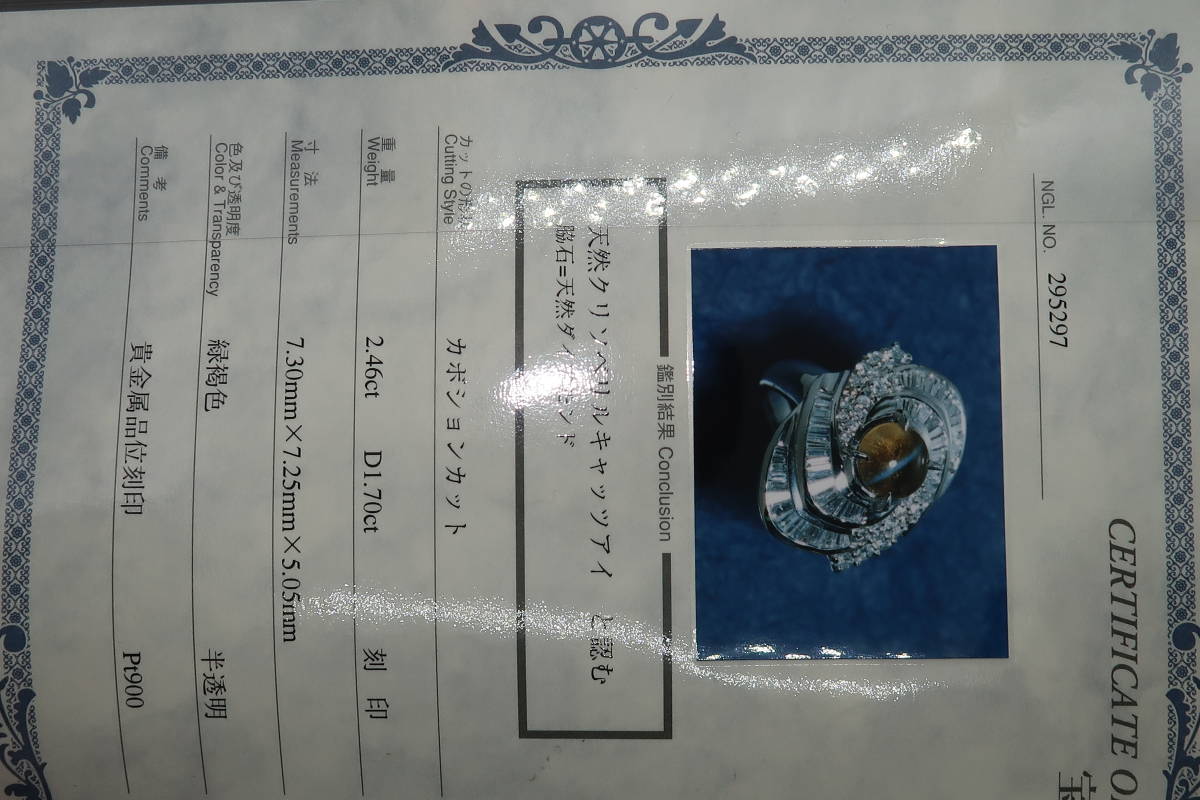 CERTIFICATE
宝
NGL. NO. 295297
鑑別結果 Conclusion
天然クリソベリルキャッツアイ と認む
脇石=天然ダイヤモンド
カットの形状 カボションカット
Cutting Style
重量 2.46ct D1.70ct 刻印
Weight
寸法 7.30mm×7.25mm×5.05mm
Measurements
色及び透明度 緑褐色 半透明
Color & Transparency
備考 貴金属品位刻印 Pt900
Comments